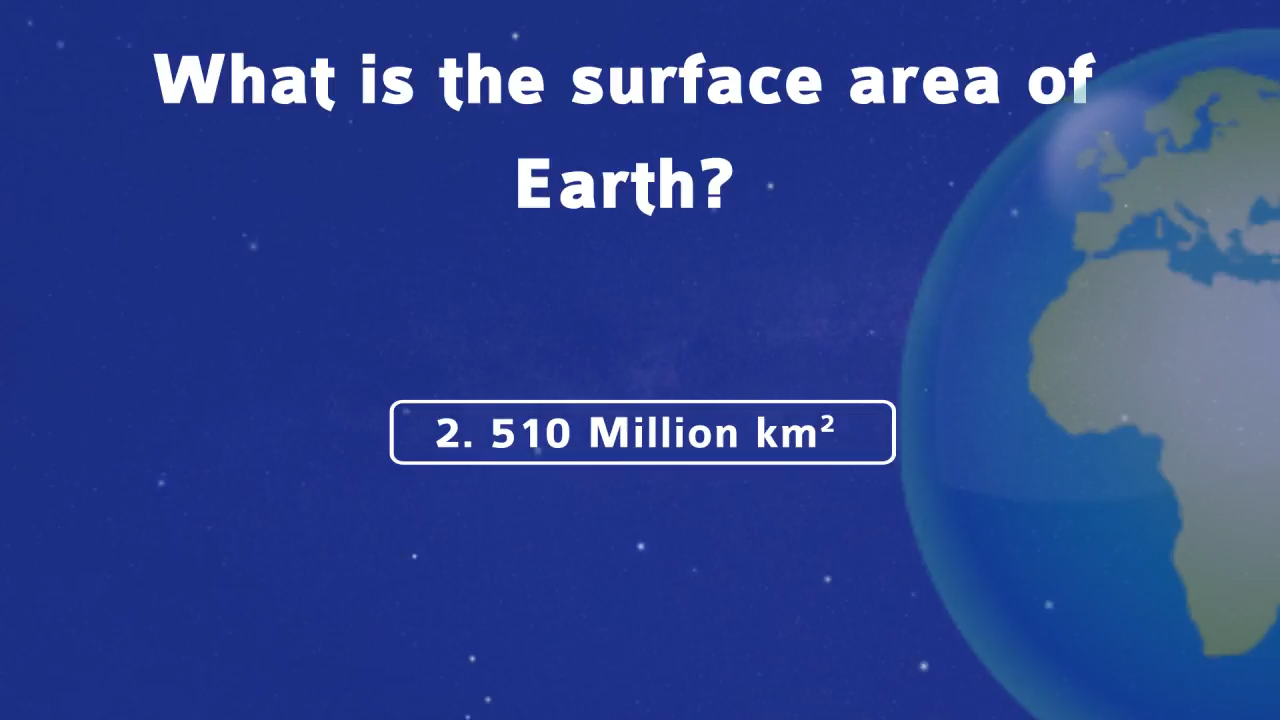 What is the surface area of
Earth?
2. 510 Million km²